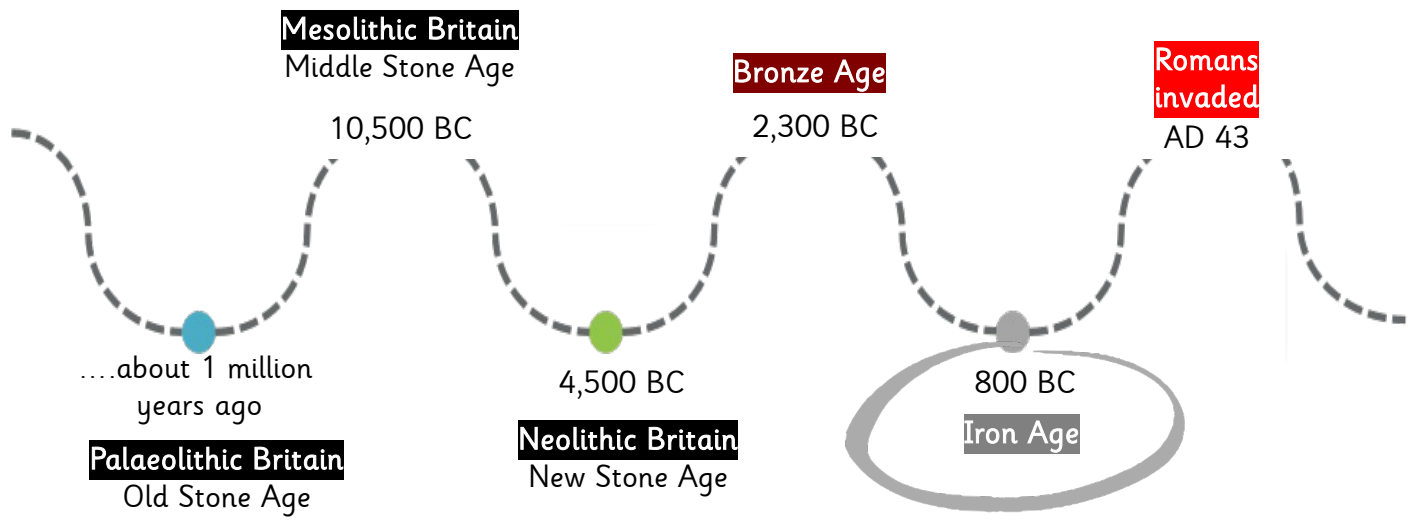 Mesolithic Britain
Middle Stone Age
10,500 BC
Bronze Age
2,300 BC
Romans
invaded
AD 43
....about 1 million
years ago
Palaeolithic Britain
Old Stone Age
4,500 BC
Neolithic Britain
New Stone Age
800 BC
Iron Age